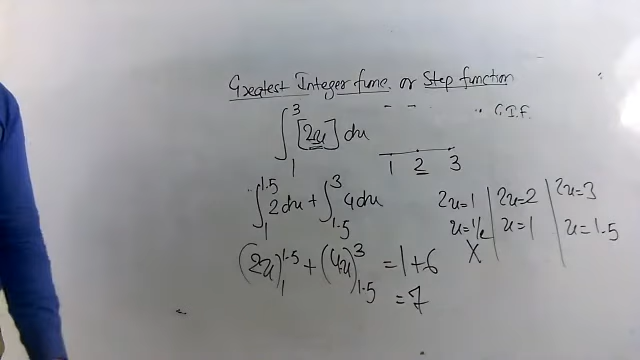 Greatest Integer func. or Step function
G.I.F.
∫₁³ [2x] dx
1 2 3
∫₁^1.5 2dx + ∫_1.5^3 4dx
2x=1 | 2x=2 | 2x=3
x=1/2 | x=1 | x=1.5
X
(2x)₁^1.5 + (4x)_1.5^3 = 1+6
=7